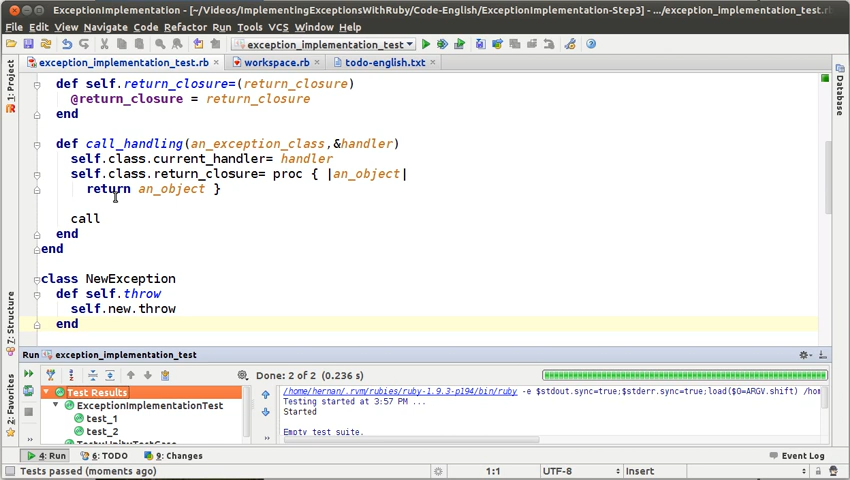 ExceptionImplementation - [~/Videos/ImplementingExceptionsWithRuby/Code-English/ExceptionImplementation-Step3] - .../exception_implementation_test.rb
File Edit View Navigate Code Refactor Run Tools VCS Window Help
exception_implementation_test
exception_implementation_test.rb workspace.rb todo-english.txt
1: Project
Database
def self.return_closure=(return_closure)
@return_closure = return_closure
end
def call_handling(an_exception_class,&handler)
self.class.current_handler= handler
self.class.return_closure= proc { |an_object|
return an_object }
call
end
end
class NewException
def self.throw
self.new.throw
end
7: Structure
2: Favorites
Run exception_implementation_test
Done: 2 of 2 (0.236 s)
Test Results
ExceptionImplementationTest
test_1
test_2
/home/hernan/.rvm/rubies/ruby-1.9.3-p194/bin/ruby -e $stdout.sync=true;$stderr.sync=true;load($0=ARGV.shift) /hom
Testing started at 3:57 PM ...
Started
Empty test suite.
4: Run 6: TODO 9: Changes Event Log
Tests passed (moments ago) 1:1 UTF-8 Insert